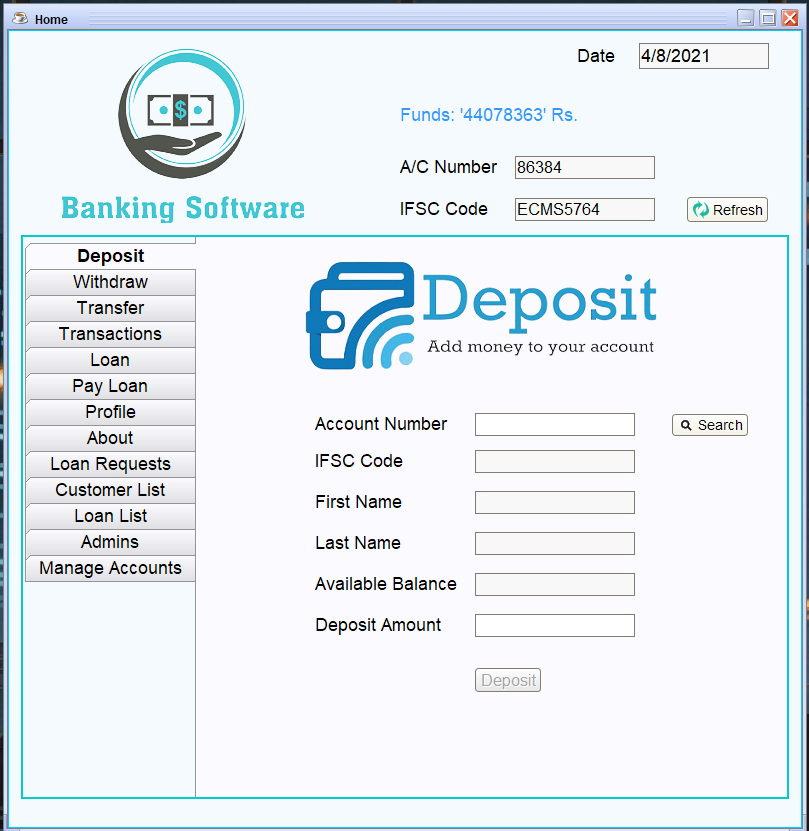 Home
Date 4/8/2021
Funds: '44078363' Rs.
A/C Number 86384
$
Banking Software
IFSC Code ECMS5764 Refresh
Deposit
Withdraw
Transfer
Transactions
Loan
Pay Loan
Profile
About
Loan Requests
Customer List
Loan List
Admins
Manage Accounts
Deposit
Add money to your account
Account Number Search
IFSC Code
First Name
Last Name
Available Balance
Deposit Amount
Deposit